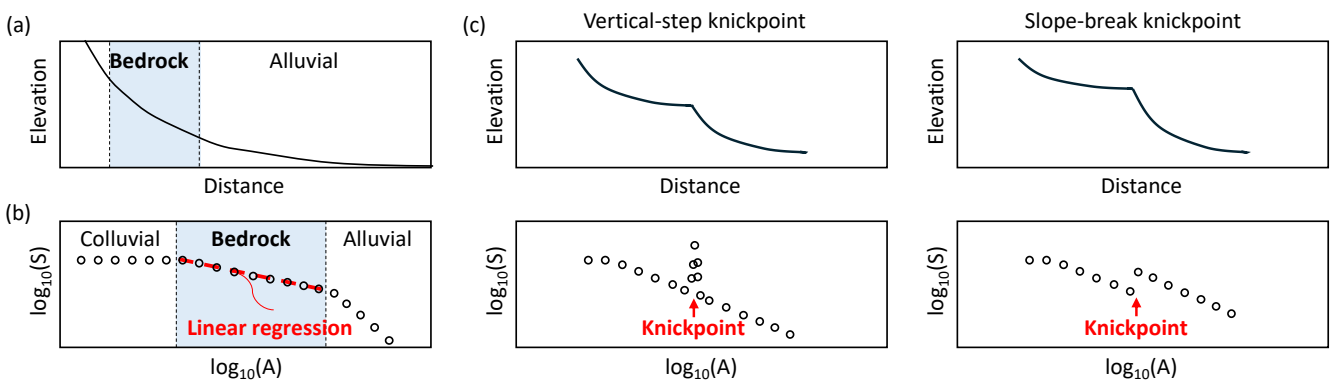 (a)
Bedrock
Alluvial
Elevation
Distance
(b)
Colluvial
Bedrock
Alluvial
log10(S)
Linear regression
log10(A)
(c)
Vertical-step knickpoint
Elevation
Distance
log10(S)
Knickpoint
log10(A)
Slope-break knickpoint
Elevation
Distance
log10(S)
Knickpoint
log10(A)